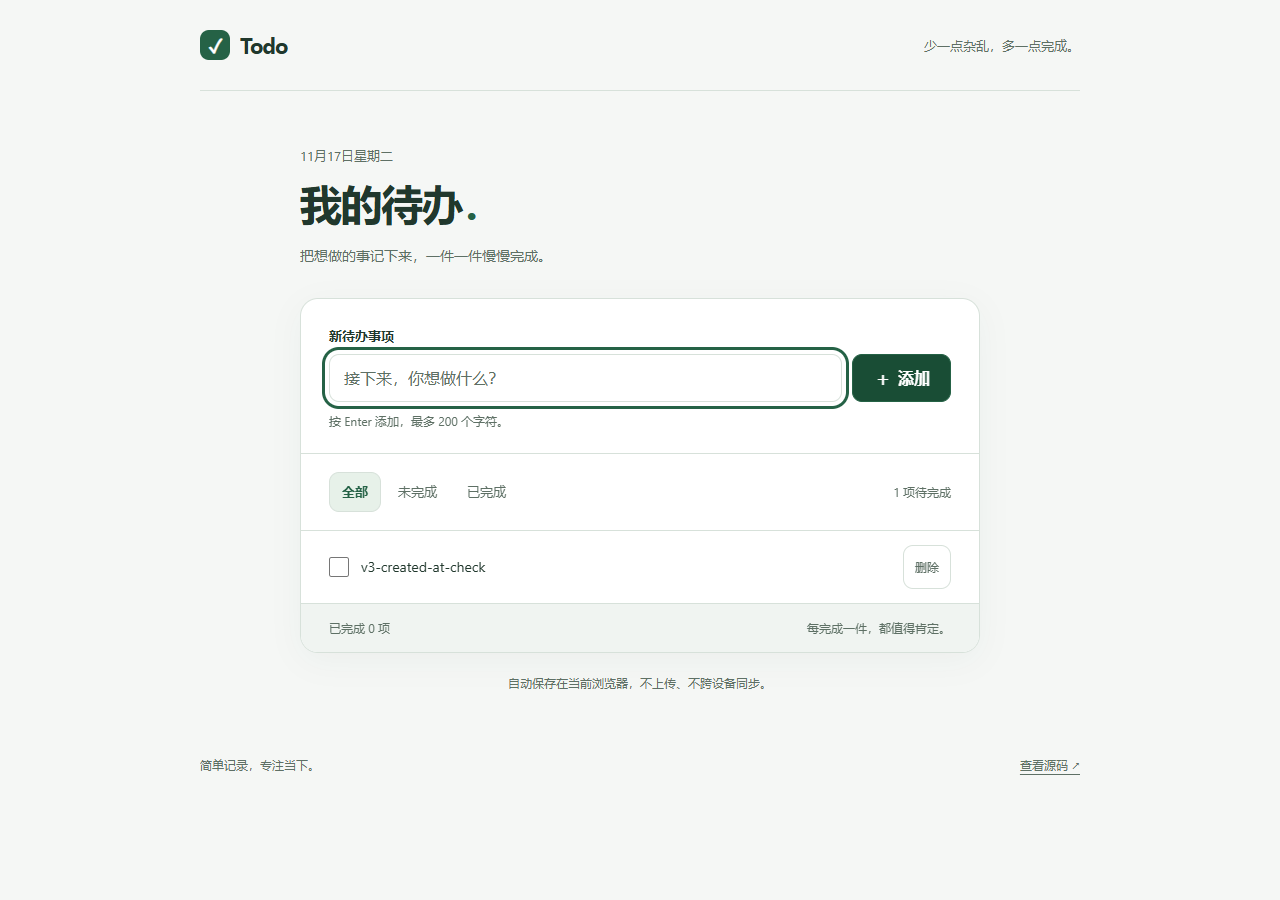 ✓ Todo
少一点杂乱，多一点完成。
11月17日星期二
我的待办.
把想做的事记下来，一件一件慢慢完成。
新待办事项
接下来，你想做什么？
+ 添加
按 Enter 添加，最多 200 个字符。
全部 未完成 已完成 1 项待完成
v3-created-at-check 删除
已完成 0 项 每完成一件，都值得肯定。
自动保存在当前浏览器，不上传、不跨设备同步。
简单记录，专注当下。 查看源码 ↗